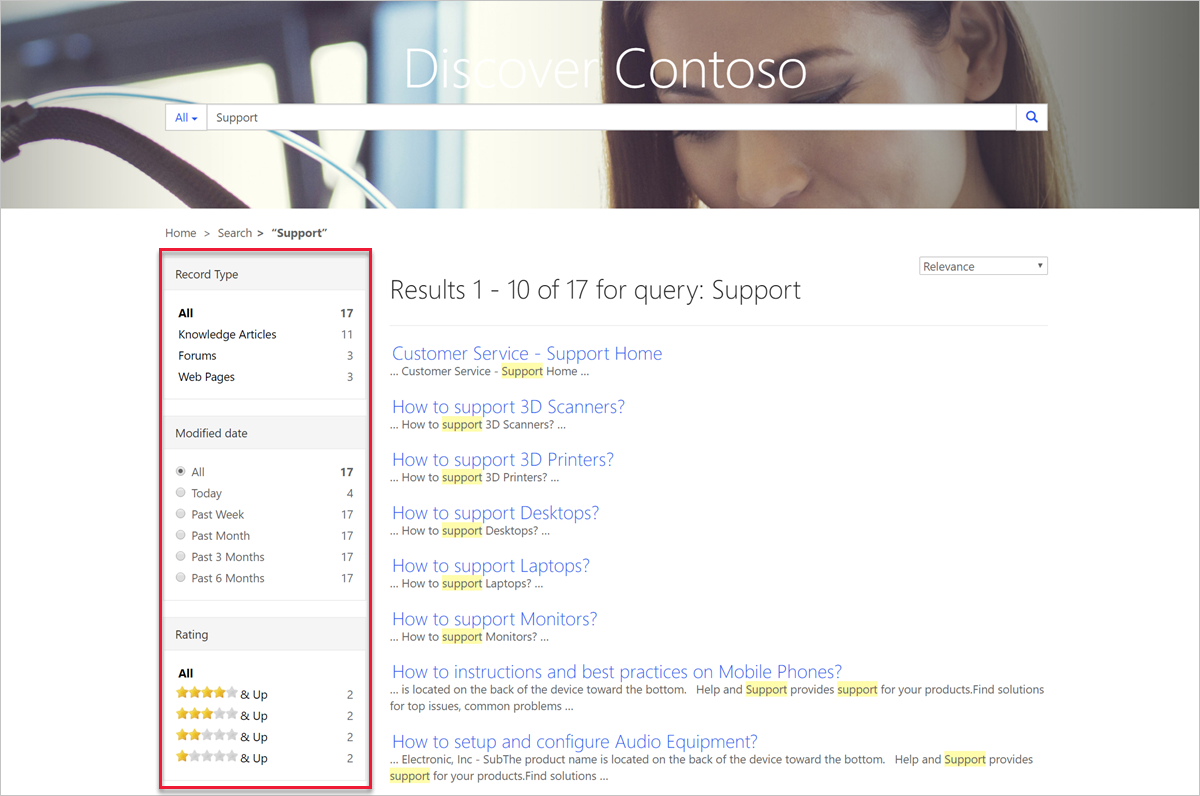 Discover Contoso
All
Support
Home > Search > “Support”
Record Type
All 17
Knowledge Articles 11
Forums 3
Web Pages 3
Modified date
All 17
Today 4
Past Week 17
Past Month 17
Past 3 Months 17
Past 6 Months 17
Rating
All
& Up 2
& Up 2
& Up 2
& Up 2
Relevance
Results 1 - 10 of 17 for query: Support
Customer Service - Support Home
... Customer Service - Support Home ...
How to support 3D Scanners?
... How to support 3D Scanners? ...
How to support 3D Printers?
... How to support 3D Printers? ...
How to support Desktops?
... How to support Desktops? ...
How to support Laptops?
... How to support Laptops? ...
How to support Monitors?
... How to support Monitors? ...
How to instructions and best practices on Mobile Phones?
... is located on the back of the device toward the bottom. Help and Support provides support for your products.Find solutions
for top issues, common problems ...
How to setup and configure Audio Equipment?
... Electronic, Inc - SubThe product name is located on the back of the device toward the bottom. Help and Support provides
support for your products.Find solutions ...